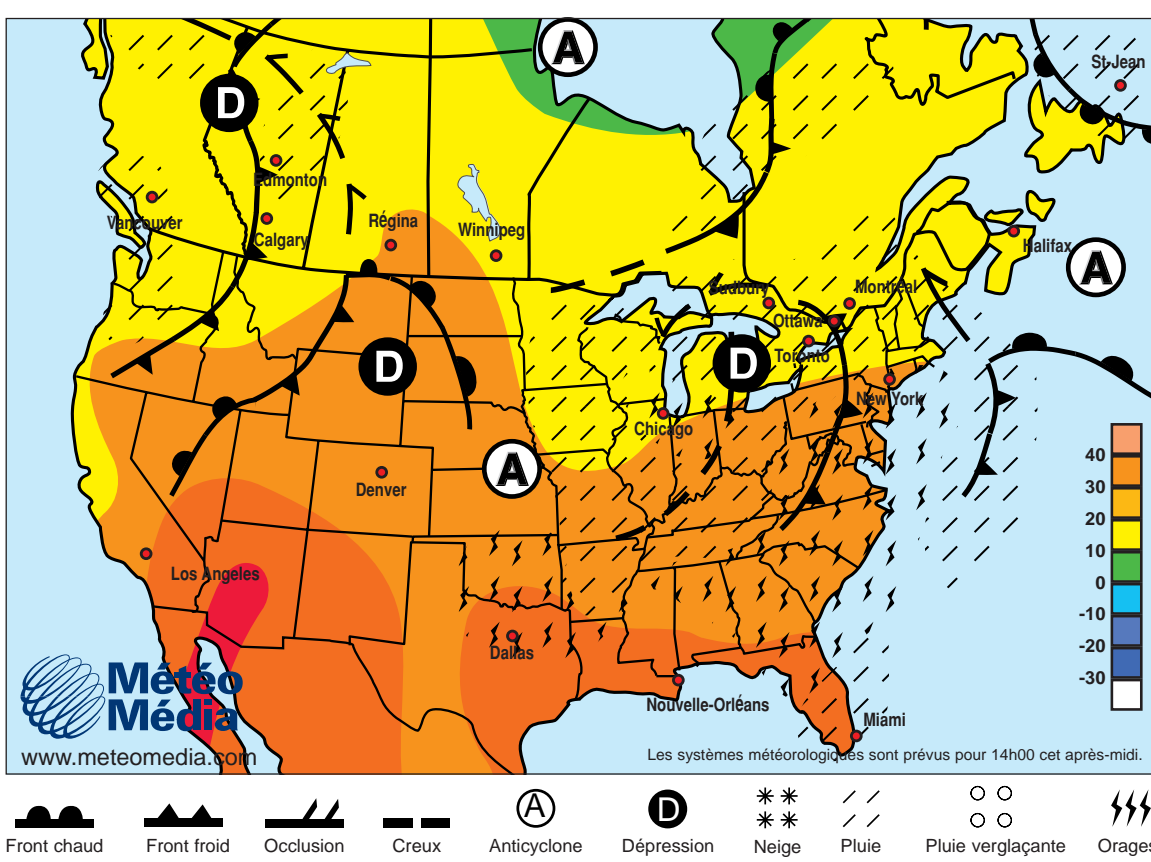 A
St-Jean
D
Edmonton
Vancouver
Régina
Calgary
Winnipeg
Halifax
A
Sudbury
Montréal
Ottawa
Toronto
D
D
New York
Chicago
A
Denver
40
30
20
10
0
-10
-20
-30
Los Angeles
Dallas
Nouvelle-Orléans
Miami
Météo
Média
www.meteomedia.com
Les systèmes météorologiques sont prévus pour 14h00 cet après-midi.
A
D
Front chaud
Front froid
Occlusion
Creux
Anticyclone
Dépression
Neige
Pluie
Pluie verglaçante
Orages